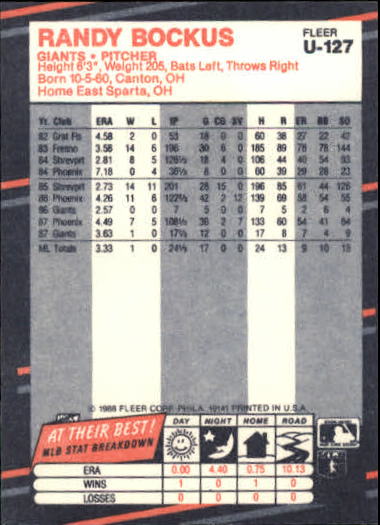 RANDY BOCKUS
FLEER
U-127
GIANTS • PITCHER
Height 6'3", Weight 205, Bats Left, Throws Right
Born 10-5-60, Canton, OH
Home East Sparta, OH
Yr. Club ERA W L IP G CG SV H R ER BB SO
82 Grat Fls 4.58 2 0 53 18 0 0 60 38 27 22 42
83 Fresno 3.58 14 6 196 30 6 0 185 89 78 78 144
84 Shrevprt 2.81 8 5 126⅓ 18 4 0 106 44 40 54 93
84 Phoenix 7.18 0 4 36⅓ 8 0 60 39 29 28 23
85 Shrevprt 2.73 14 11 201 28 15 0 196 85 61 44 126
86 Phoenix 4.26 11 6 122⅔ 42 2 12 139 69 58 54 55
86 Giants 2.57 0 0 7 5 0 0 7 5 2 6 4
87 Phoenix 4.49 7 5 108⅓ 36 2 7 133 60 54 41 64
87 Giants 3.63 1 0 17 12 0 0 17 8 7 4 9
ML Totals 3.33 1 0 24⅓ 17 0 0 24 13 9 10 13
© 1988 FLEER CORP. PHILA. 19141 PRINTED IN U.S.A.
AT THEIR BEST!
MLB STAT BREAKDOWN
DAY NIGHT HOME ROAD
ERA 0.00 4.40 0.75 10.13
WINS 1 0 1 0
LOSSES 0 0 0 0